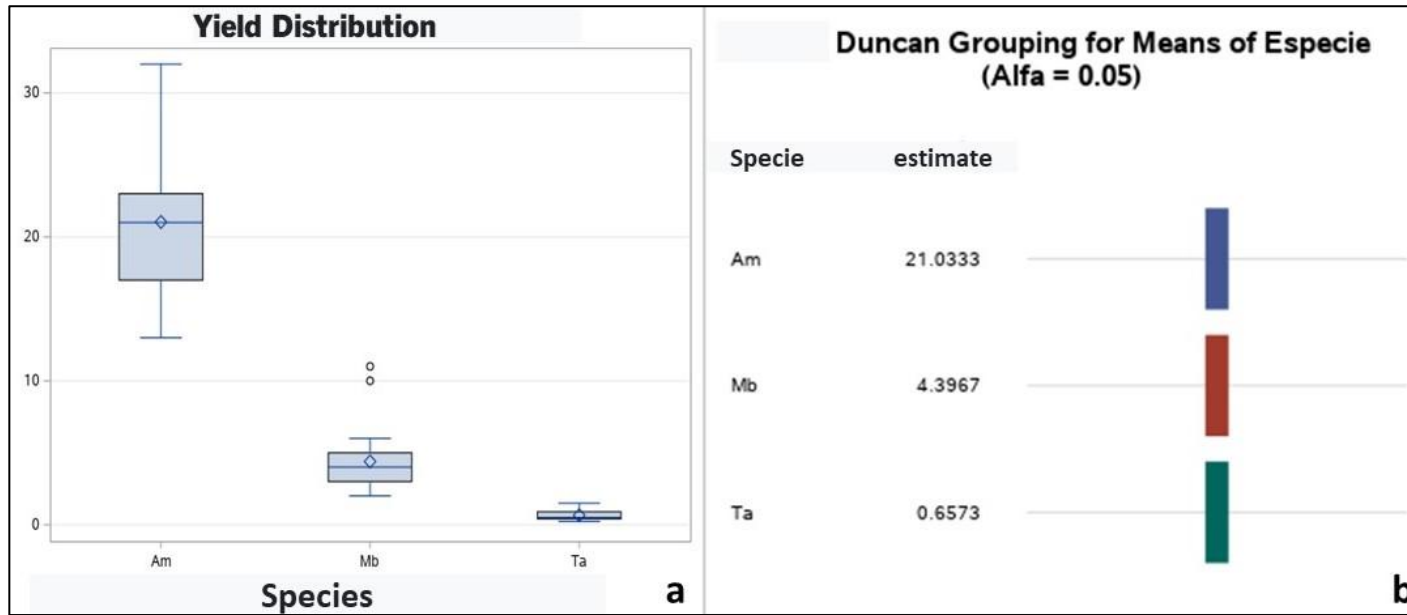 Yield Distribution
30
20
10
0
Am Mb Ta
Species
a
Duncan Grouping for Means of Especie
(Alfa = 0.05)
Specie estimate
Am 21.0333
Mb 4.3967
Ta 0.6573
b